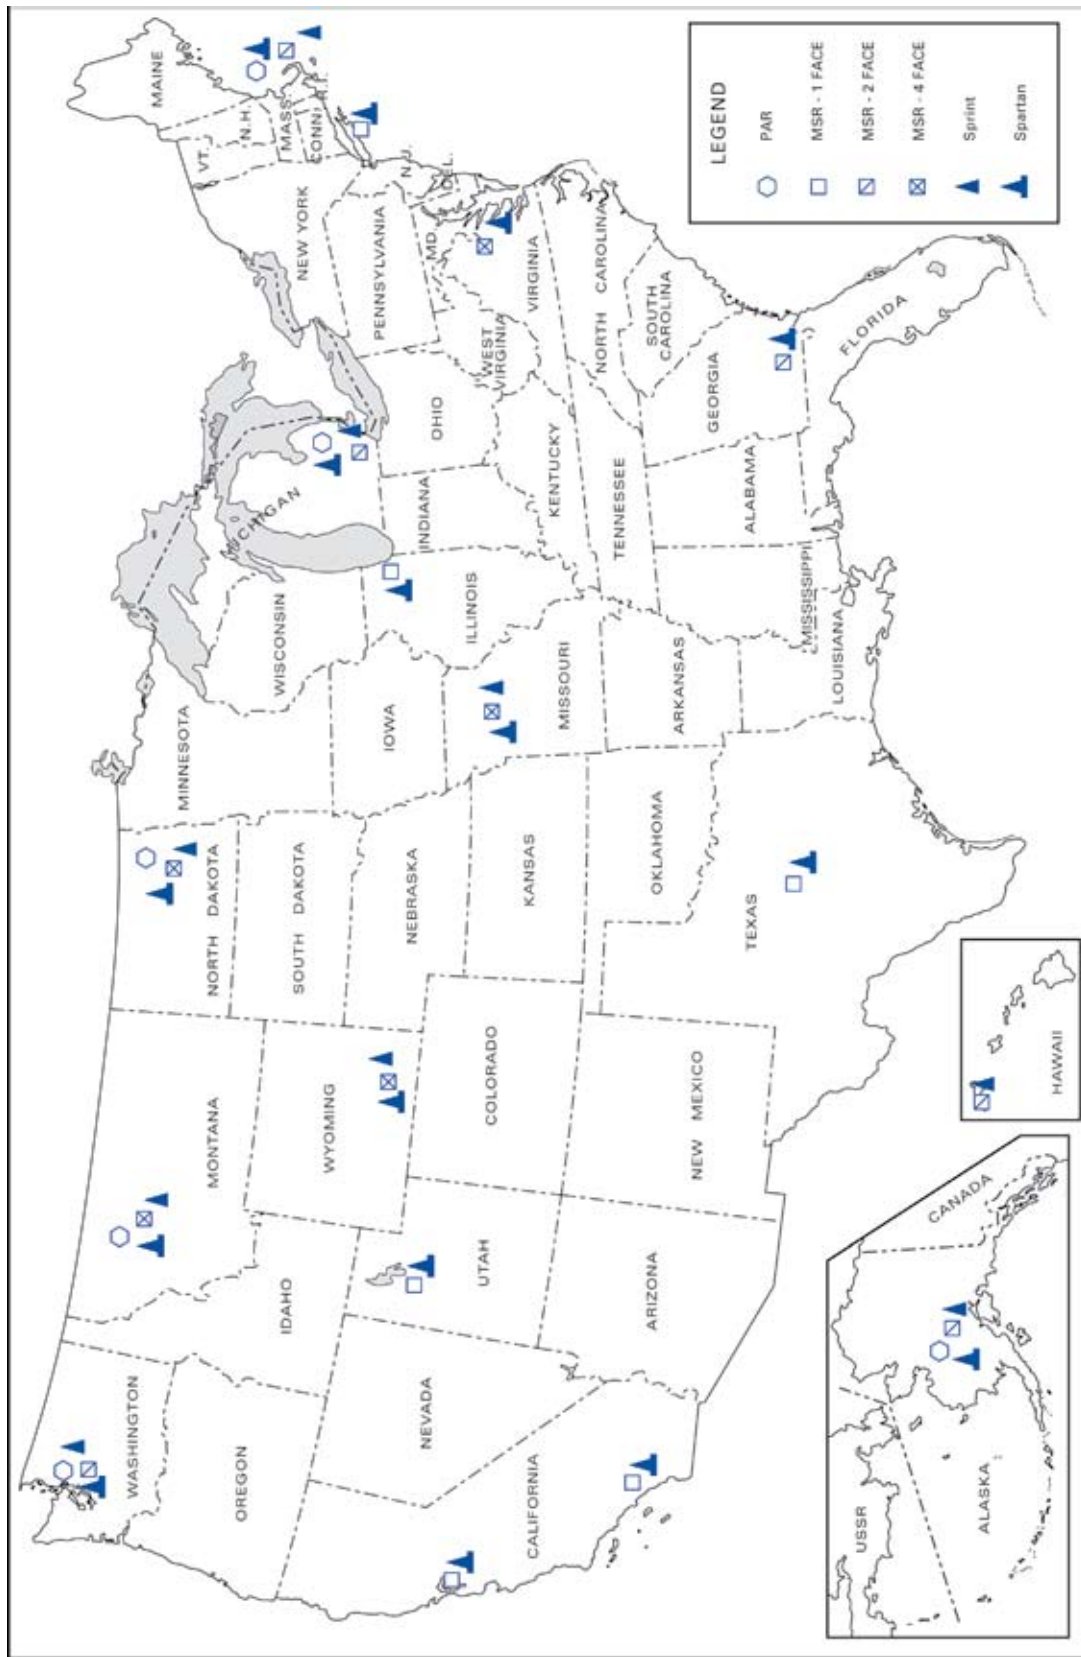 WASHINGTON
OREGON
CALIFORNIA
NEVADA
IDAHO
MONTANA
WYOMING
UTAH
ARIZONA
COLORADO
NEW MEXICO
NORTH DAKOTA
SOUTH DAKOTA
NEBRASKA
KANSAS
OKLAHOMA
TEXAS
MINNESOTA
IOWA
MISSOURI
ARKANSAS
LOUISIANA
WISCONSIN
ILLINOIS
MICHIGAN
INDIANA
OHIO
KENTUCKY
TENNESSEE
MISSISSIPPI
ALABAMA
GEORGIA
FLORIDA
SOUTH
CAROLINA
NORTH CAROLINA
VIRGINIA
WEST
VIRGINIA
MD.
DEL.
N.J.
PENNSYLVANIA
NEW YORK
CONN.
R.I.
MASS.
VT.
N.H.
MAINE
USSR
ALASKA
CANADA
HAWAII
LEGEND
PAR
MSR - 1 FACE
MSR - 2 FACE
MSR - 4 FACE
Sprint
Spartan